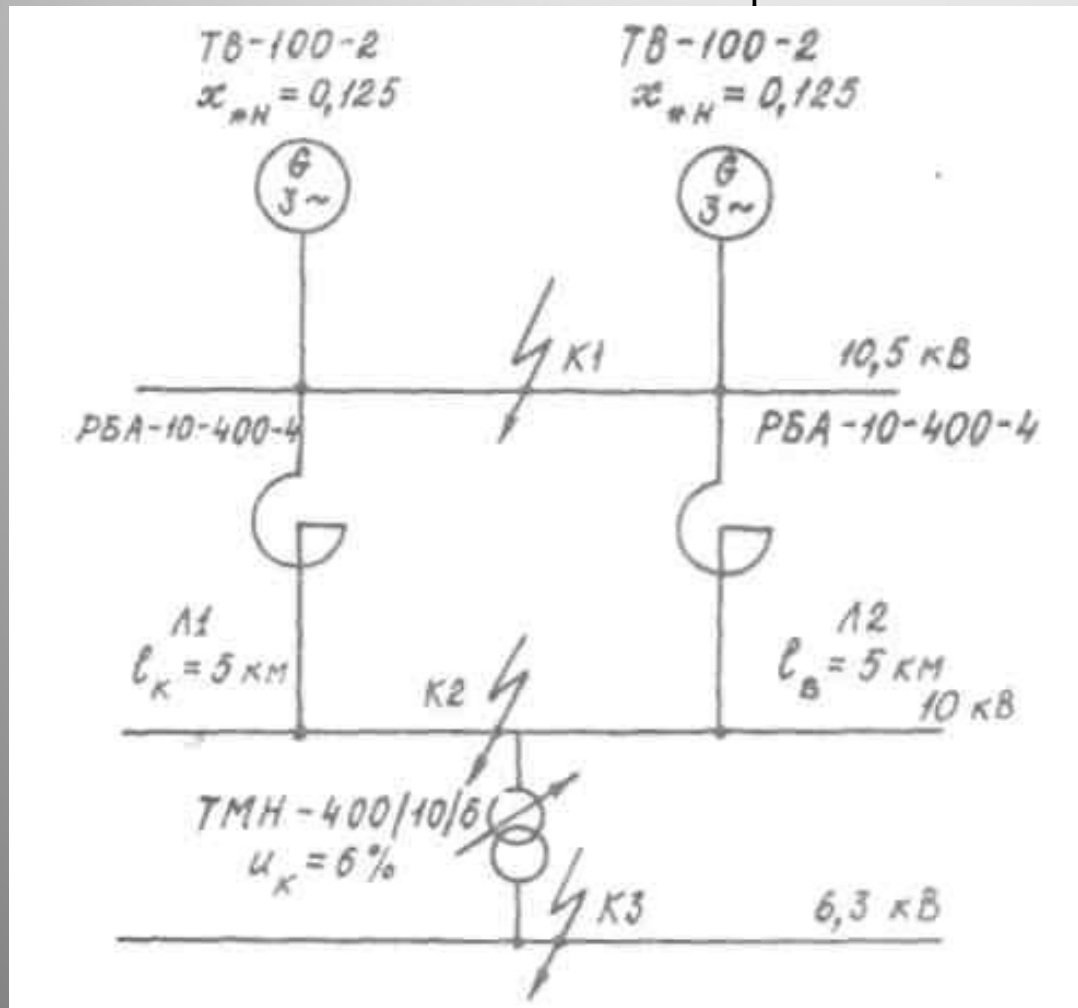 ТВ-100-2
x*н = 0,125
ТВ-100-2
x*н = 0,125
G
3~
G
3~
К1
10,5 кВ
РБА-10-400-4
РБА-10-400-4
Л1
ℓк = 5 км
Л2
ℓв = 5 км
К2
10 кВ
ТМН-400/10/6
uк = 6%
К3
6,3 кВ